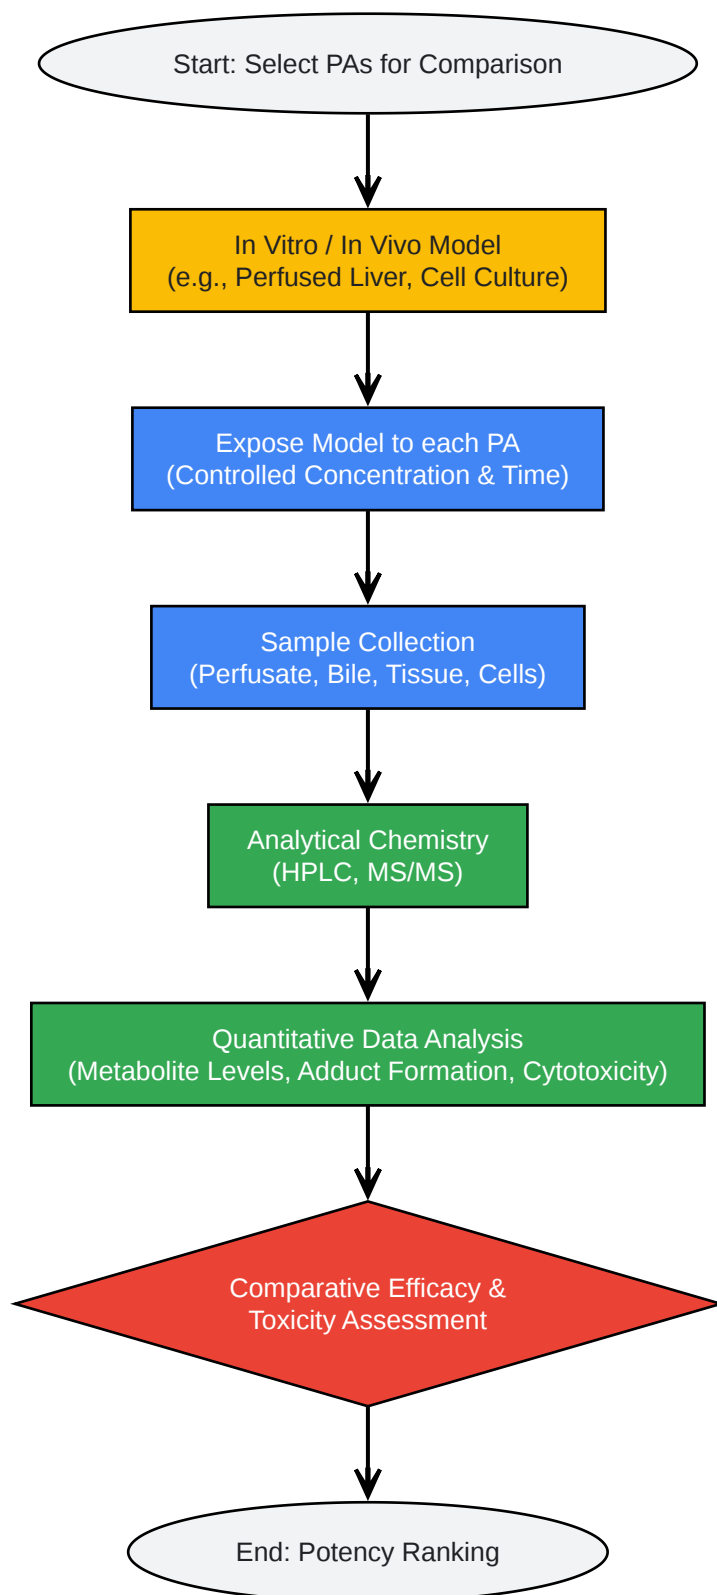 Start: Select PAs for Comparison
In Vitro / In Vivo Model
(e.g., Perfused Liver, Cell Culture)
Expose Model to each PA
(Controlled Concentration & Time)
Sample Collection
(Perfusate, Bile, Tissue, Cells)
Analytical Chemistry
(HPLC, MS/MS)
Quantitative Data Analysis
(Metabolite Levels, Adduct Formation, Cytotoxicity)
Comparative Efficacy &
Toxicity Assessment
End: Potency Ranking